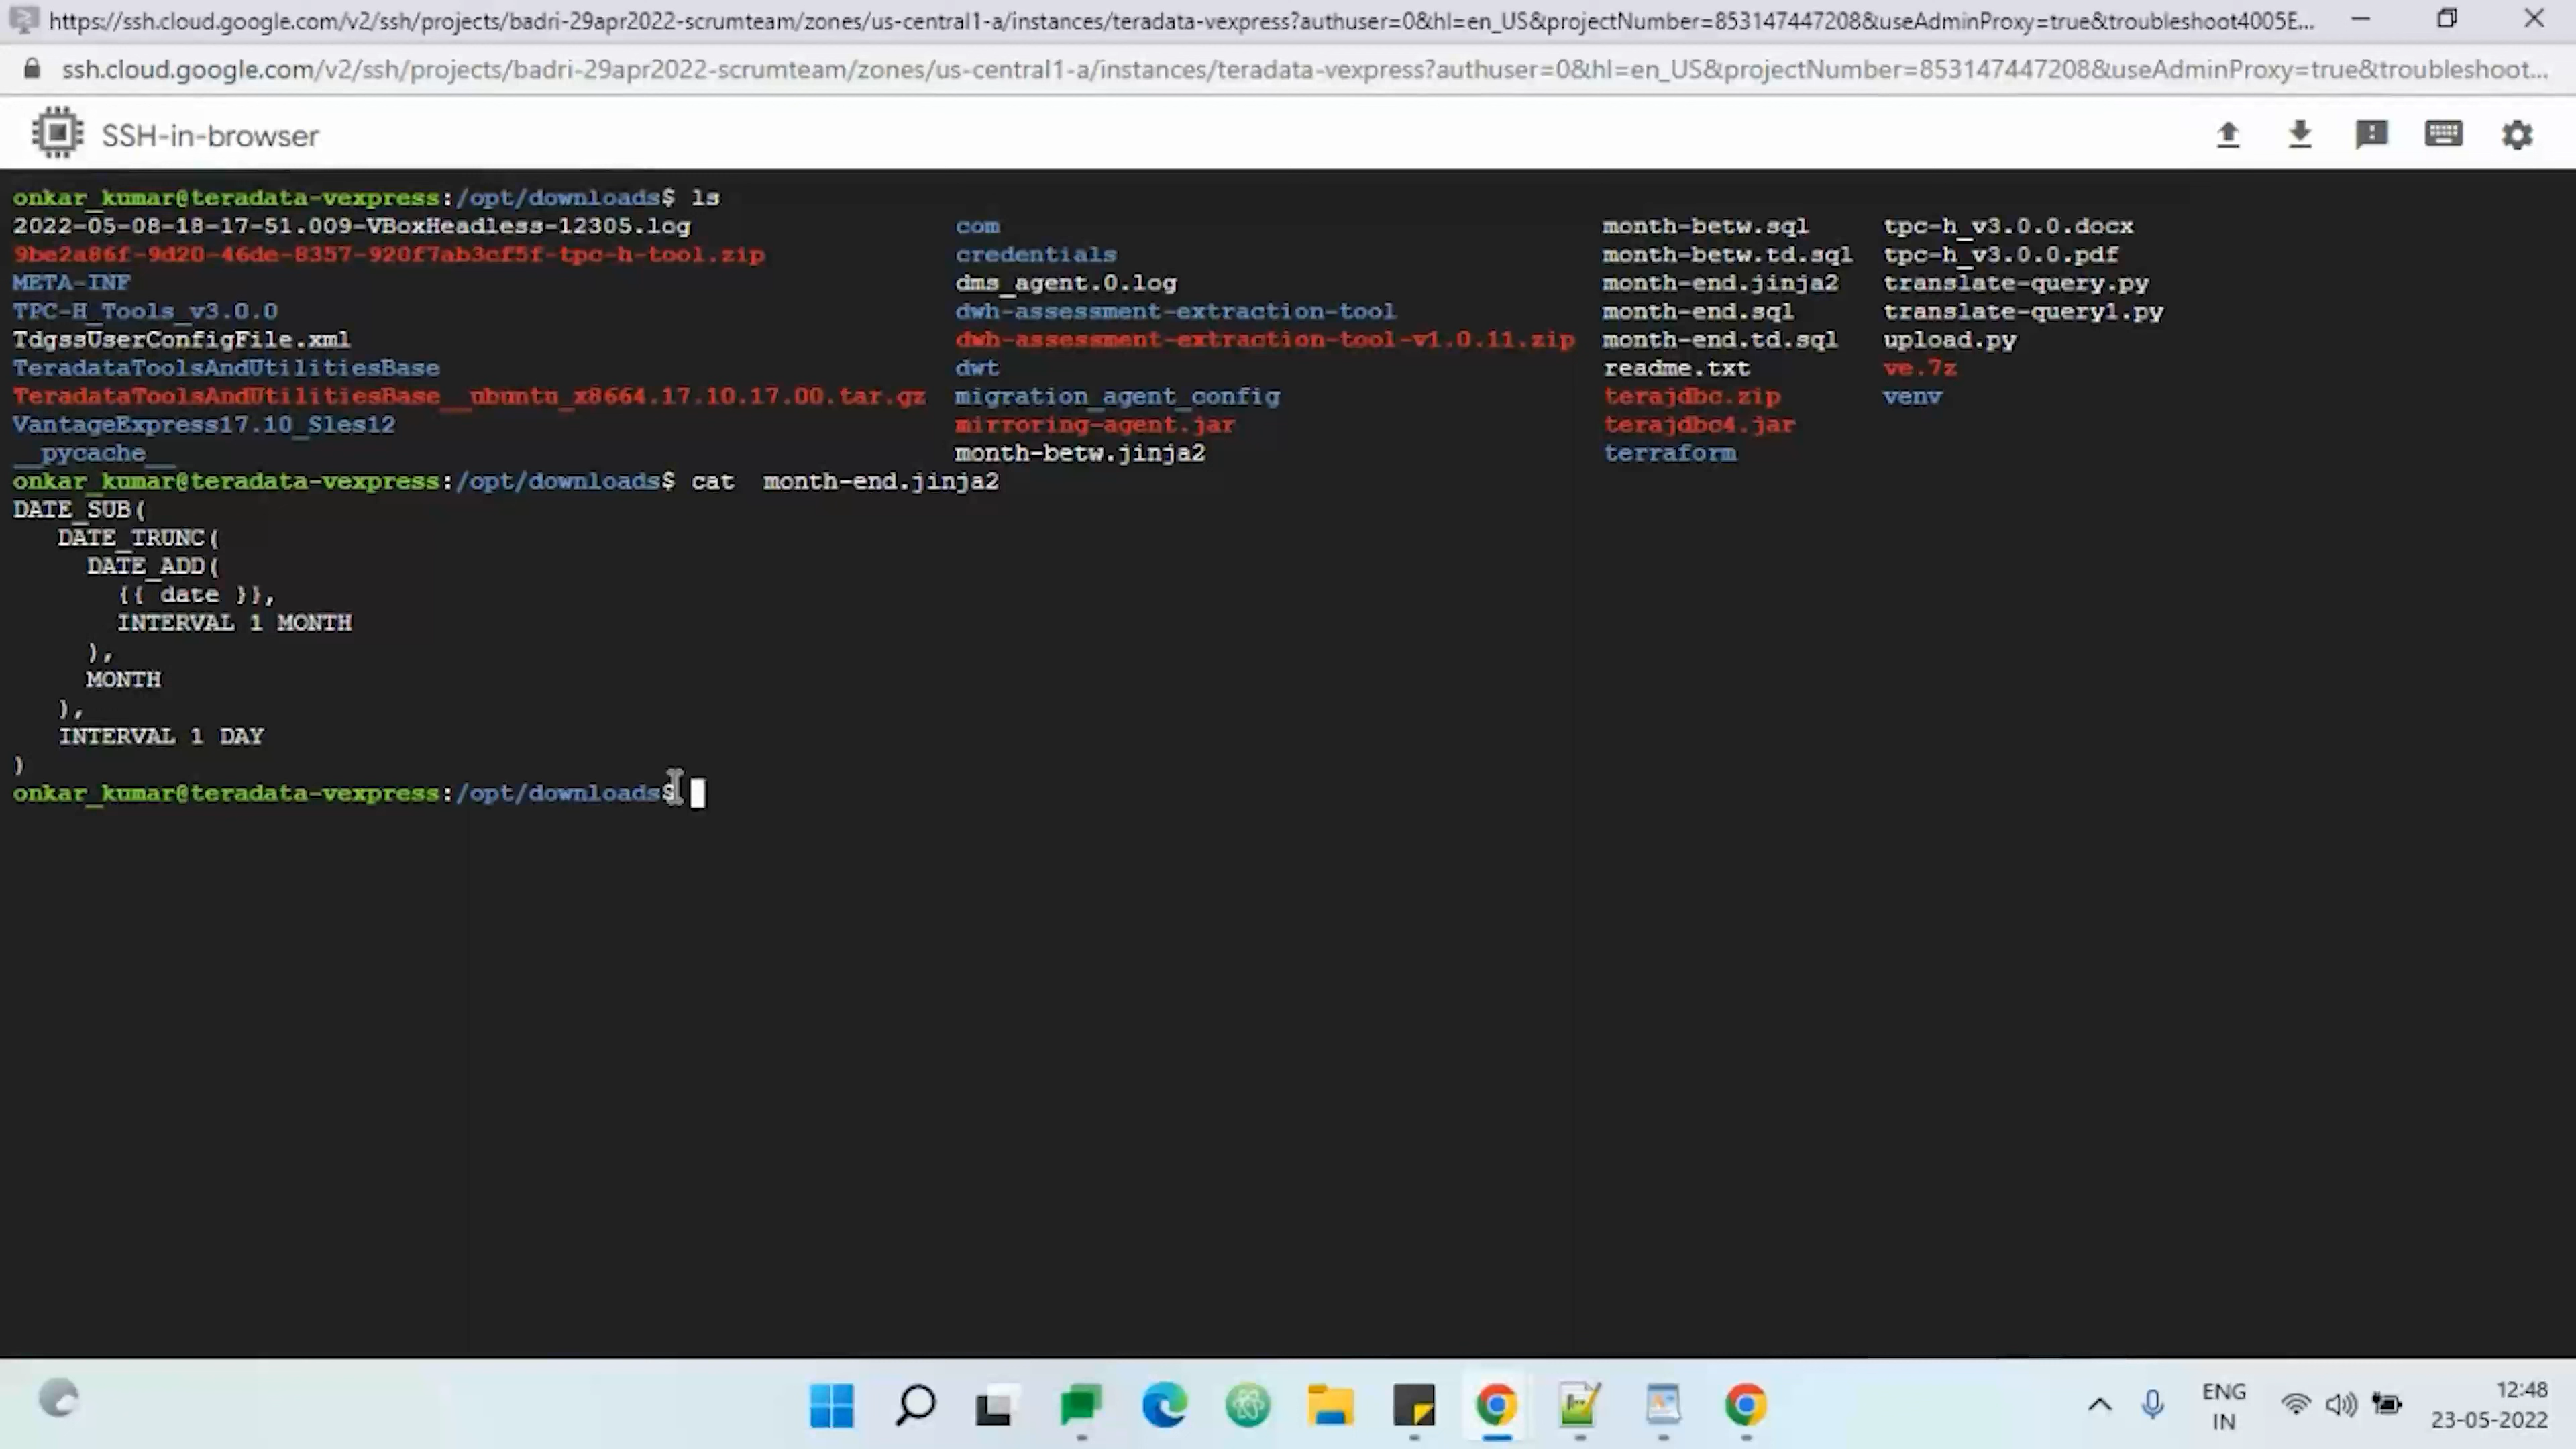 https://ssh.cloud.google.com/v2/ssh/projects/badri-29apr2022-scrumteam/zones/us-central1-a/instances/teradata-vexpress?authuser=0&hl=en_US&projectNumber=853147447208&useAdminProxy=true&troubleshoot4005E...
ssh.cloud.google.com/v2/ssh/projects/badri-29apr2022-scrumteam/zones/us-central1-a/instances/teradata-vexpress?authuser=0&hl=en_US&projectNumber=853147447208&useAdminProxy=true&troubleshoot...
SSH-in-browser
onkar_kumar@teradata-vexpress:/opt/downloads$ ls
2022-05-08-18-17-51.009-VBoxHeadless-12305.log com month-betw.sql tpc-h_v3.0.0.docx
9be2a86f-9d20-46de-8357-920f7ab3cf5f-tpc-h-tool.zip credentials month-betw.td.sql tpc-h_v3.0.0.pdf
META-INF dms_agent.0.log month-end.jinja2 translate-query.py
TPC-H_Tools_v3.0.0 dwh-assessment-extraction-tool month-end.sql translate-query1.py
TdgssUserConfigFile.xml dwh-assessment-extraction-tool-v1.0.11.zip month-end.td.sql upload.py
TeradataToolsAndUtilitiesBase dwt readme.txt ve.7z
TeradataToolsAndUtilitiesBase__ubuntu_x8664.17.10.17.00.tar.gz migration_agent_config terajdbc.zip venv
VantageExpress17.10_Sles12 mirroring-agent.jar terajdbc4.jar
__pycache__ month-betw.jinja2 terraform
onkar_kumar@teradata-vexpress:/opt/downloads$ cat  month-end.jinja2
DATE_SUB(
DATE_TRUNC(
DATE_ADD(
{{ date }},
INTERVAL 1 MONTH
),
MONTH
),
INTERVAL 1 DAY
)
onkar_kumar@teradata-vexpress:/opt/downloads$
ENG
IN
12:48
23-05-2022